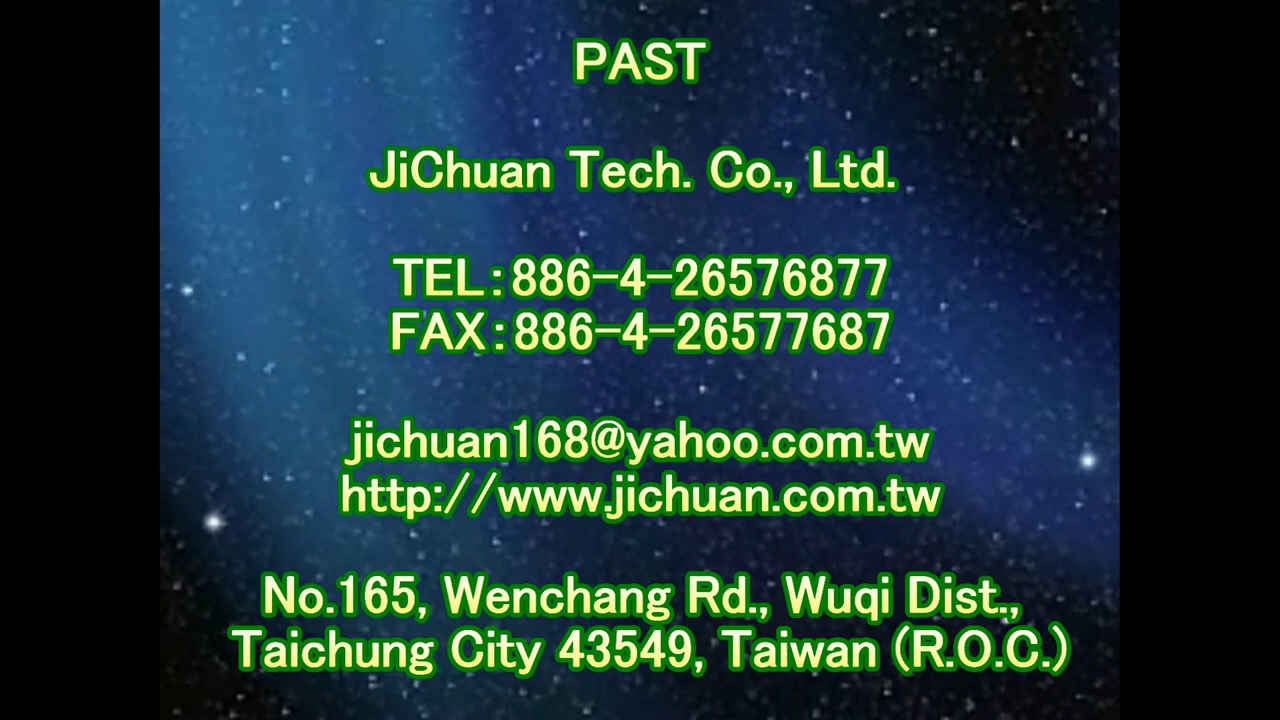 PAST
JiChuan Tech. Co., Ltd.
TEL:886-4-26576877
FAX:886-4-26577687
jichuan168@yahoo.com.tw
http://www.jichuan.com.tw
No.165, Wenchang Rd., Wuqi Dist.,
Taichung City 43549, Taiwan (R.O.C.)